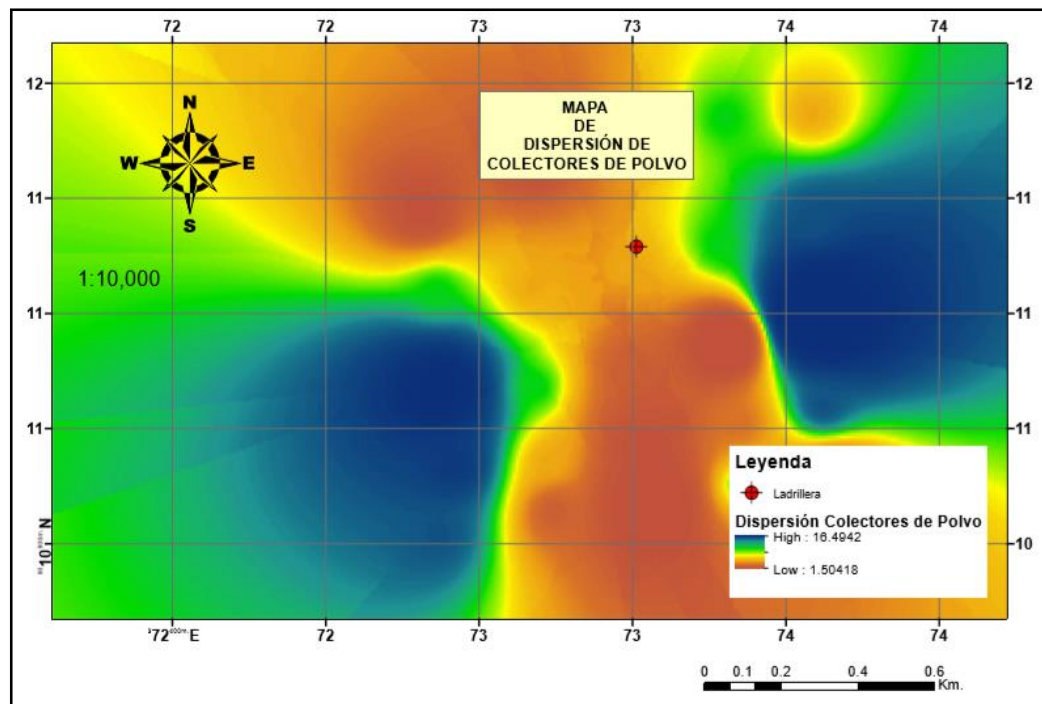 72 72 73 73 74 74
12 12
MAPA
DE
DISPERSIÓN DE
COLECTORES DE POLVO
N
W E
S
11 11
1:10,000
11 11
11 11
Leyenda
Ladrillera
Dispersión Colectores de Polvo
High : 16.4942
Low : 1.50418
10 N 10
72 E 72 73 73 74 74
0 0.1 0.2 0.4 0.6
Km.